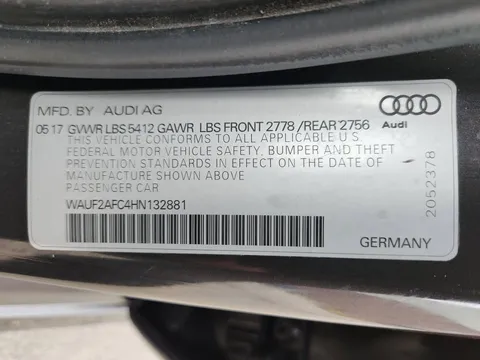 MFD. BY AUDI AG
05 17 GVWR LBS 5412 GAWR LBS FRONT 2778 /REAR 2756
THIS VEHICLE CONFORMS TO ALL APPLICABLE U S
FEDERAL MOTOR VEHICLE SAFETY, BUMPER AND THEFT
PREVENTION STANDARDS IN EFFECT ON THE DATE OF
MANUFACTURE SHOWN ABOVE
PASSENGER CAR
WAUF2AFC4HN132881
Audi
2052378
GERMANY